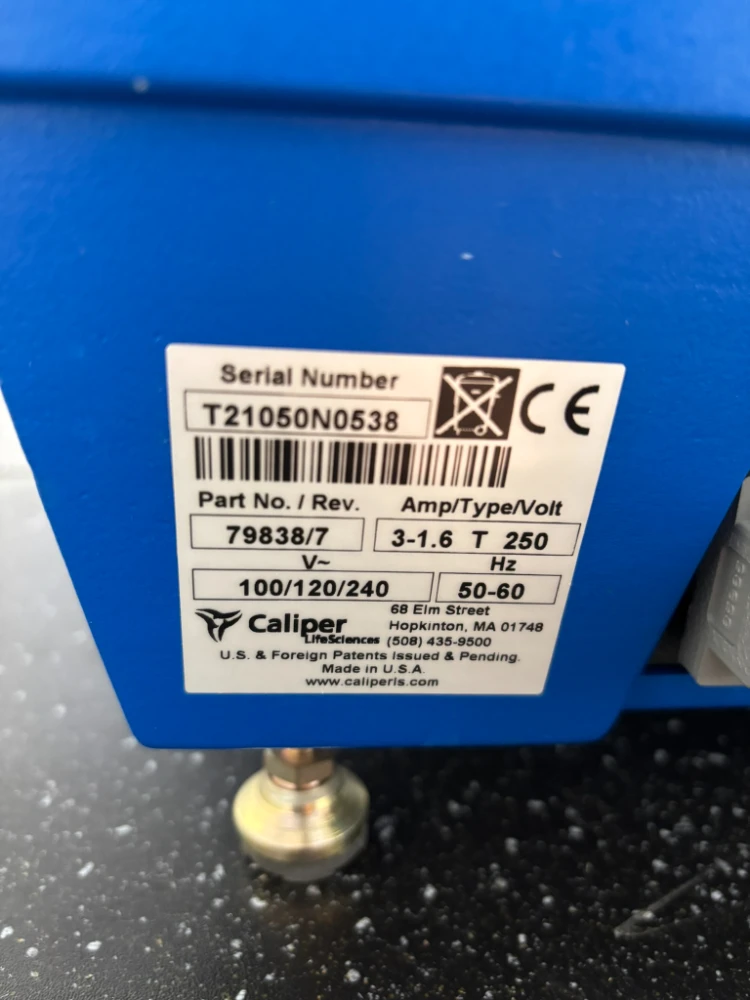 Serial Number
T21050N0538
CE
Part No. / Rev.
Amp/Type/Volt
79838/7
3-1.6 T 250
V~
Hz
100/120/240
50-60
Caliper
LifeSciences
68 Elm Street
Hopkinton, MA 01748
(508) 435-9500
U.S. & Foreign Patents Issued & Pending.
Made in U.S.A.
www.caliperls.com